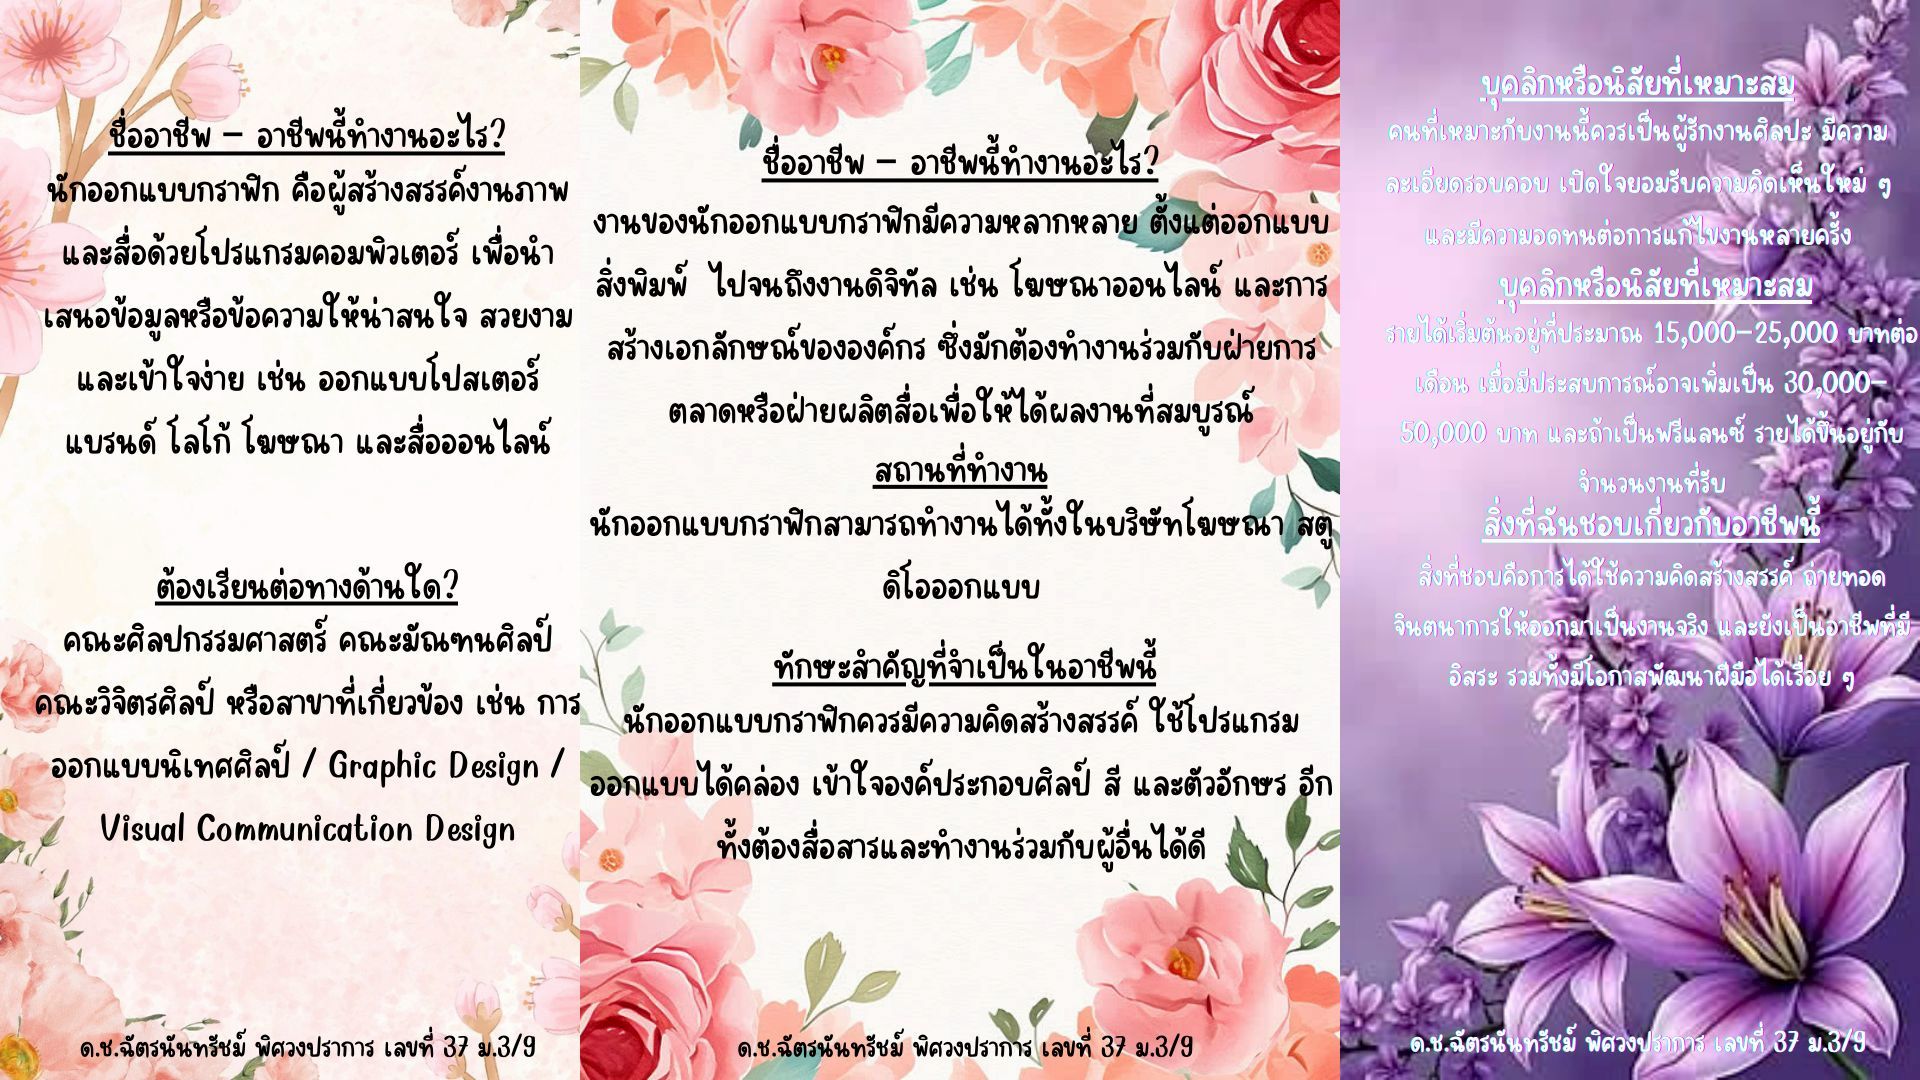 ชื่ออาชีพ – อาชีพนี้ทำงานอะไร?
นักออกแบบกราฟิก คือผู้สร้างสรรค์งานภาพ
และสื่อด้วยโปรแกรมคอมพิวเตอร์ เพื่อนำ
เสนอข้อมูลหรือข้อความให้น่าสนใจ สวยงาม
และเข้าใจง่าย เช่น ออกแบบโปสเตอร์
แบรนด์ โลโก้ โฆษณา และสื่อออนไลน์
ต้องเรียนต่อทางด้านใด?
คณะศิลปกรรมศาสตร์ คณะมัณฑนศิลป์
คณะวิจิตรศิลป์ หรือสาขาที่เกี่ยวข้อง เช่น การ
ออกแบบนิเทศศิลป์ / Graphic Design /
Visual Communication Design
ด.ช.ฉัตรนันทรัชม์ พิศวงปราการ เลขที่ 37 ม.3/9
ชื่ออาชีพ – อาชีพนี้ทำงานอะไร?
งานของนักออกแบบกราฟิกมีความหลากหลาย ตั้งแต่ออกแบบ
สิ่งพิมพ์ ไปจนถึงงานดิจิทัล เช่น โฆษณาออนไลน์ และการ
สร้างเอกลักษณ์ขององค์กร ซึ่งมักต้องทำงานร่วมกับฝ่ายการ
ตลาดหรือฝ่ายผลิตสื่อเพื่อให้ได้ผลงานที่สมบูรณ์
สถานที่ทำงาน
นักออกแบบกราฟิกสามารถทำงานได้ทั้งในบริษัทโฆษณา สตู
ดิโอออกแบบ
ทักษะสำคัญที่จำเป็นในอาชีพนี้
นักออกแบบกราฟิกควรมีความคิดสร้างสรรค์ ใช้โปรแกรม
ออกแบบได้คล่อง เข้าใจองค์ประกอบศิลป์ สี และตัวอักษร อีก
ทั้งต้องสื่อสารและทำงานร่วมกับผู้อื่นได้ดี
ด.ช.ฉัตรนันทรัชม์ พิศวงปราการ เลขที่ 37 ม.3/9
บุคลิกหรือนิสัยที่เหมาะสม
คนที่เหมาะกับงานนี้ควรเป็นผู้รักงานศิลปะ มีความ
ละเอียดรอบคอบ เปิดใจยอมรับความคิดเห็นใหม่ ๆ
และมีความอดทนต่อการแก้ไขงานหลายครั้ง
บุคลิกหรือนิสัยที่เหมาะสม
รายได้เริ่มต้นอยู่ที่ประมาณ 15,000–25,000 บาทต่อ
เดือน เมื่อมีประสบการณ์อาจเพิ่มเป็น 30,000–
50,000 บาท และถ้าเป็นฟรีแลนซ์ รายได้ขึ้นอยู่กับ
จำนวนงานที่รับ
สิ่งที่ฉันชอบเกี่ยวกับอาชีพนี้
สิ่งที่ชอบคือการได้ใช้ความคิดสร้างสรรค์ ถ่ายทอด
จินตนาการให้ออกมาเป็นงานจริง และยังเป็นอาชีพที่มี
อิสระ รวมทั้งมีโอกาสพัฒนาฝีมือได้เรื่อย ๆ
ด.ช.ฉัตรนันทรัชม์ พิศวงปราการ เลขที่ 37 ม.3/9